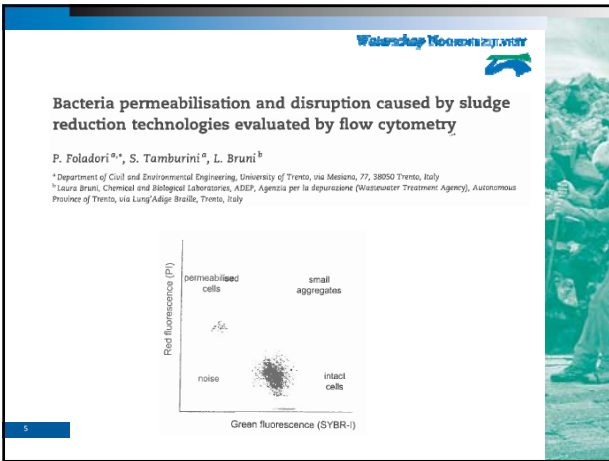 Waterschap Noorderzijlvest
Bacteria permeabilisation and disruption caused by sludge
reduction technologies evaluated by flow cytometry
P. Foladori ᵃ,*, S. Tamburini ᵃ, L. Bruni ᵇ
ᵃ Department of Civil and Environmental Engineering, University of Trento, via Mesiano, 77, 38050 Trento, Italy
ᵇ Laura Bruni, Chemical and Biological Laboratories, ADEP, Agenzia per la depurazione (Wastewater Treatment Agency), Autonomous
Province of Trento, via Lung'Adige Braille, Trento, Italy
Red fluorescence (PI)
permeabilised
cells
small
aggregates
noise
intact
cells
Green fluorescence (SYBR-I)
5